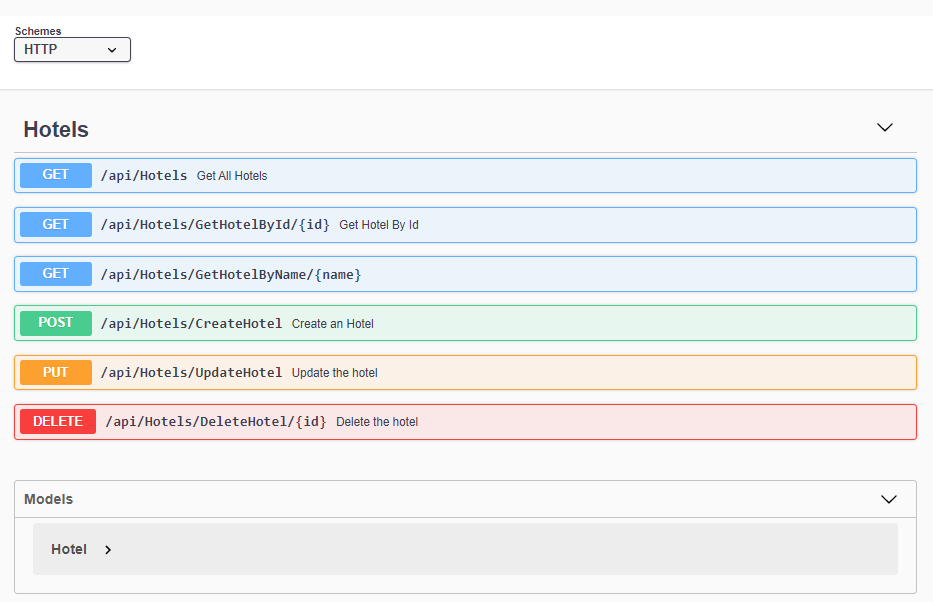 Schemes
HTTP
Hotels
GET /api/Hotels Get All Hotels
GET /api/Hotels/GetHotelById/{id} Get Hotel By Id
GET /api/Hotels/GetHotelByName/{name}
POST /api/Hotels/CreateHotel Create an Hotel
PUT /api/Hotels/UpdateHotel Update the hotel
DELETE /api/Hotels/DeleteHotel/{id} Delete the hotel
Models
Hotel